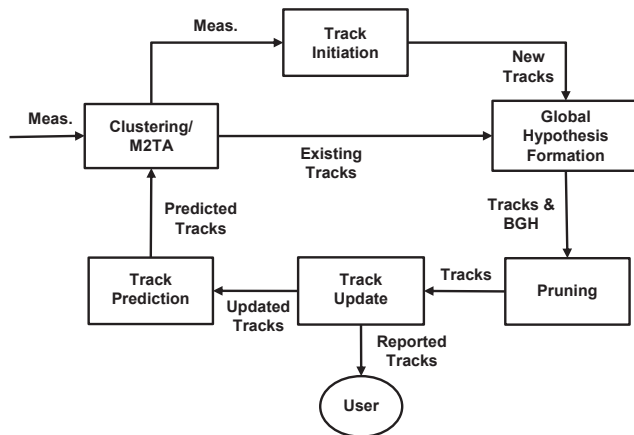 Meas.
Track
Initiation
New
Tracks
Meas.
Clustering/
M2TA
Existing
Tracks
Global
Hypothesis
Formation
Predicted
Tracks
Tracks &
BGH
Track
Prediction
Updated
Tracks
Track
Update
Tracks
Pruning
Reported
Tracks
User